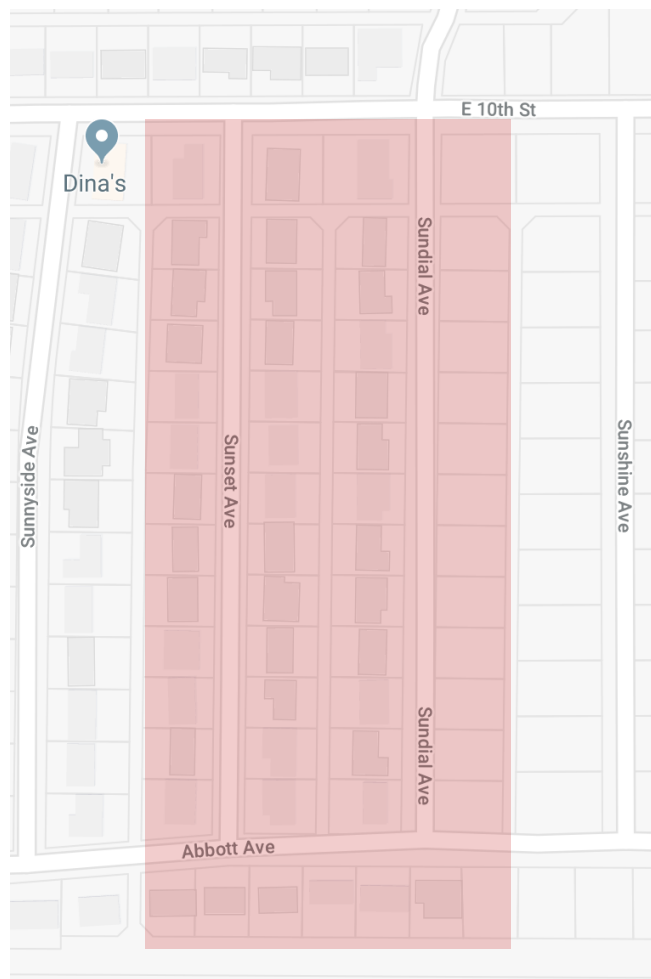 E 10th St
Dina's
Sundial Ave
Sunnyside Ave
Sunset Ave
Sunshine Ave
Sundial Ave
Abbott Ave